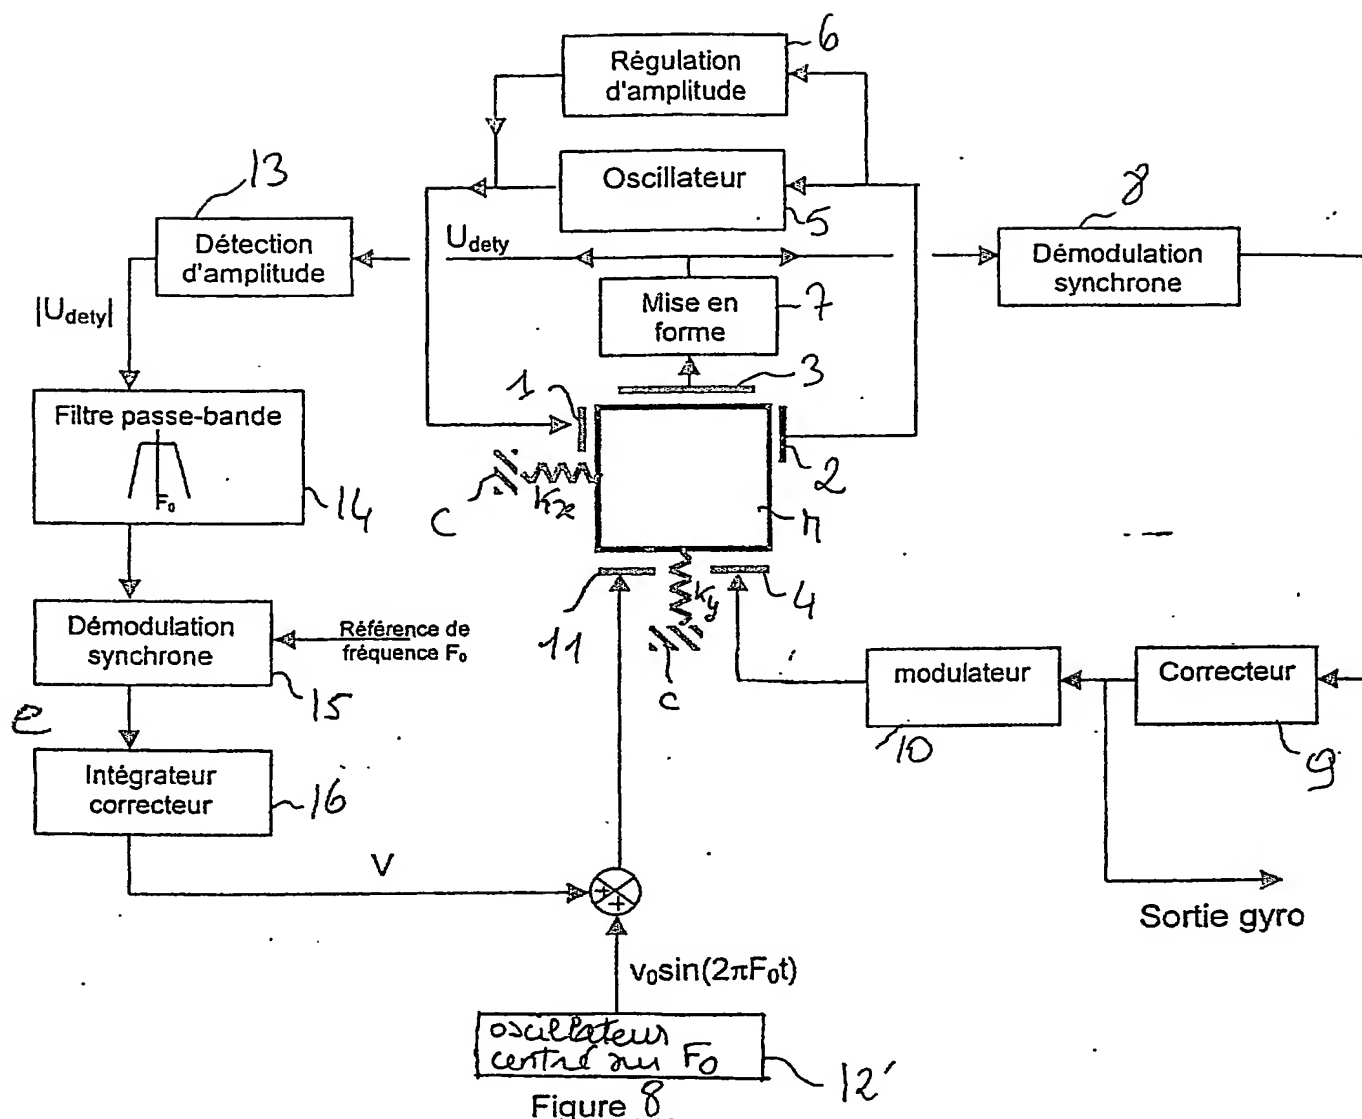 6
Régulation
d'amplitude
13
Oscillateur
5
8
Détection
d'amplitude
U_dety
Démodulation
synchrone
|U_dety|
Mise en
forme
7
3
1
Filtre passe-bande
F₀
14
2
C
Kx
M
Ky
4
11
C
Démodulation
synchrone
Référence de
fréquence F₀
15
modulateur
10
Correcteur
9
e
Intégrateur
correcteur
16
V
+
+
Sortie gyro
v₀sin(2πF₀t)
oscillateur
centré sur F₀
12'
Figure 8